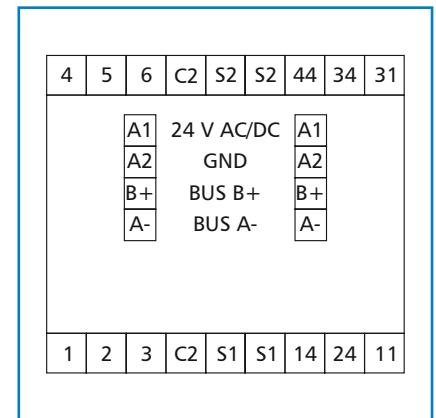 4 5 6 C2 S2 S2 44 34 31
A1 24 V AC/DC A1
A2 GND A2
B+ BUS B+ B+
A- BUS A- A-
1 2 3 C2 S1 S1 14 24 11